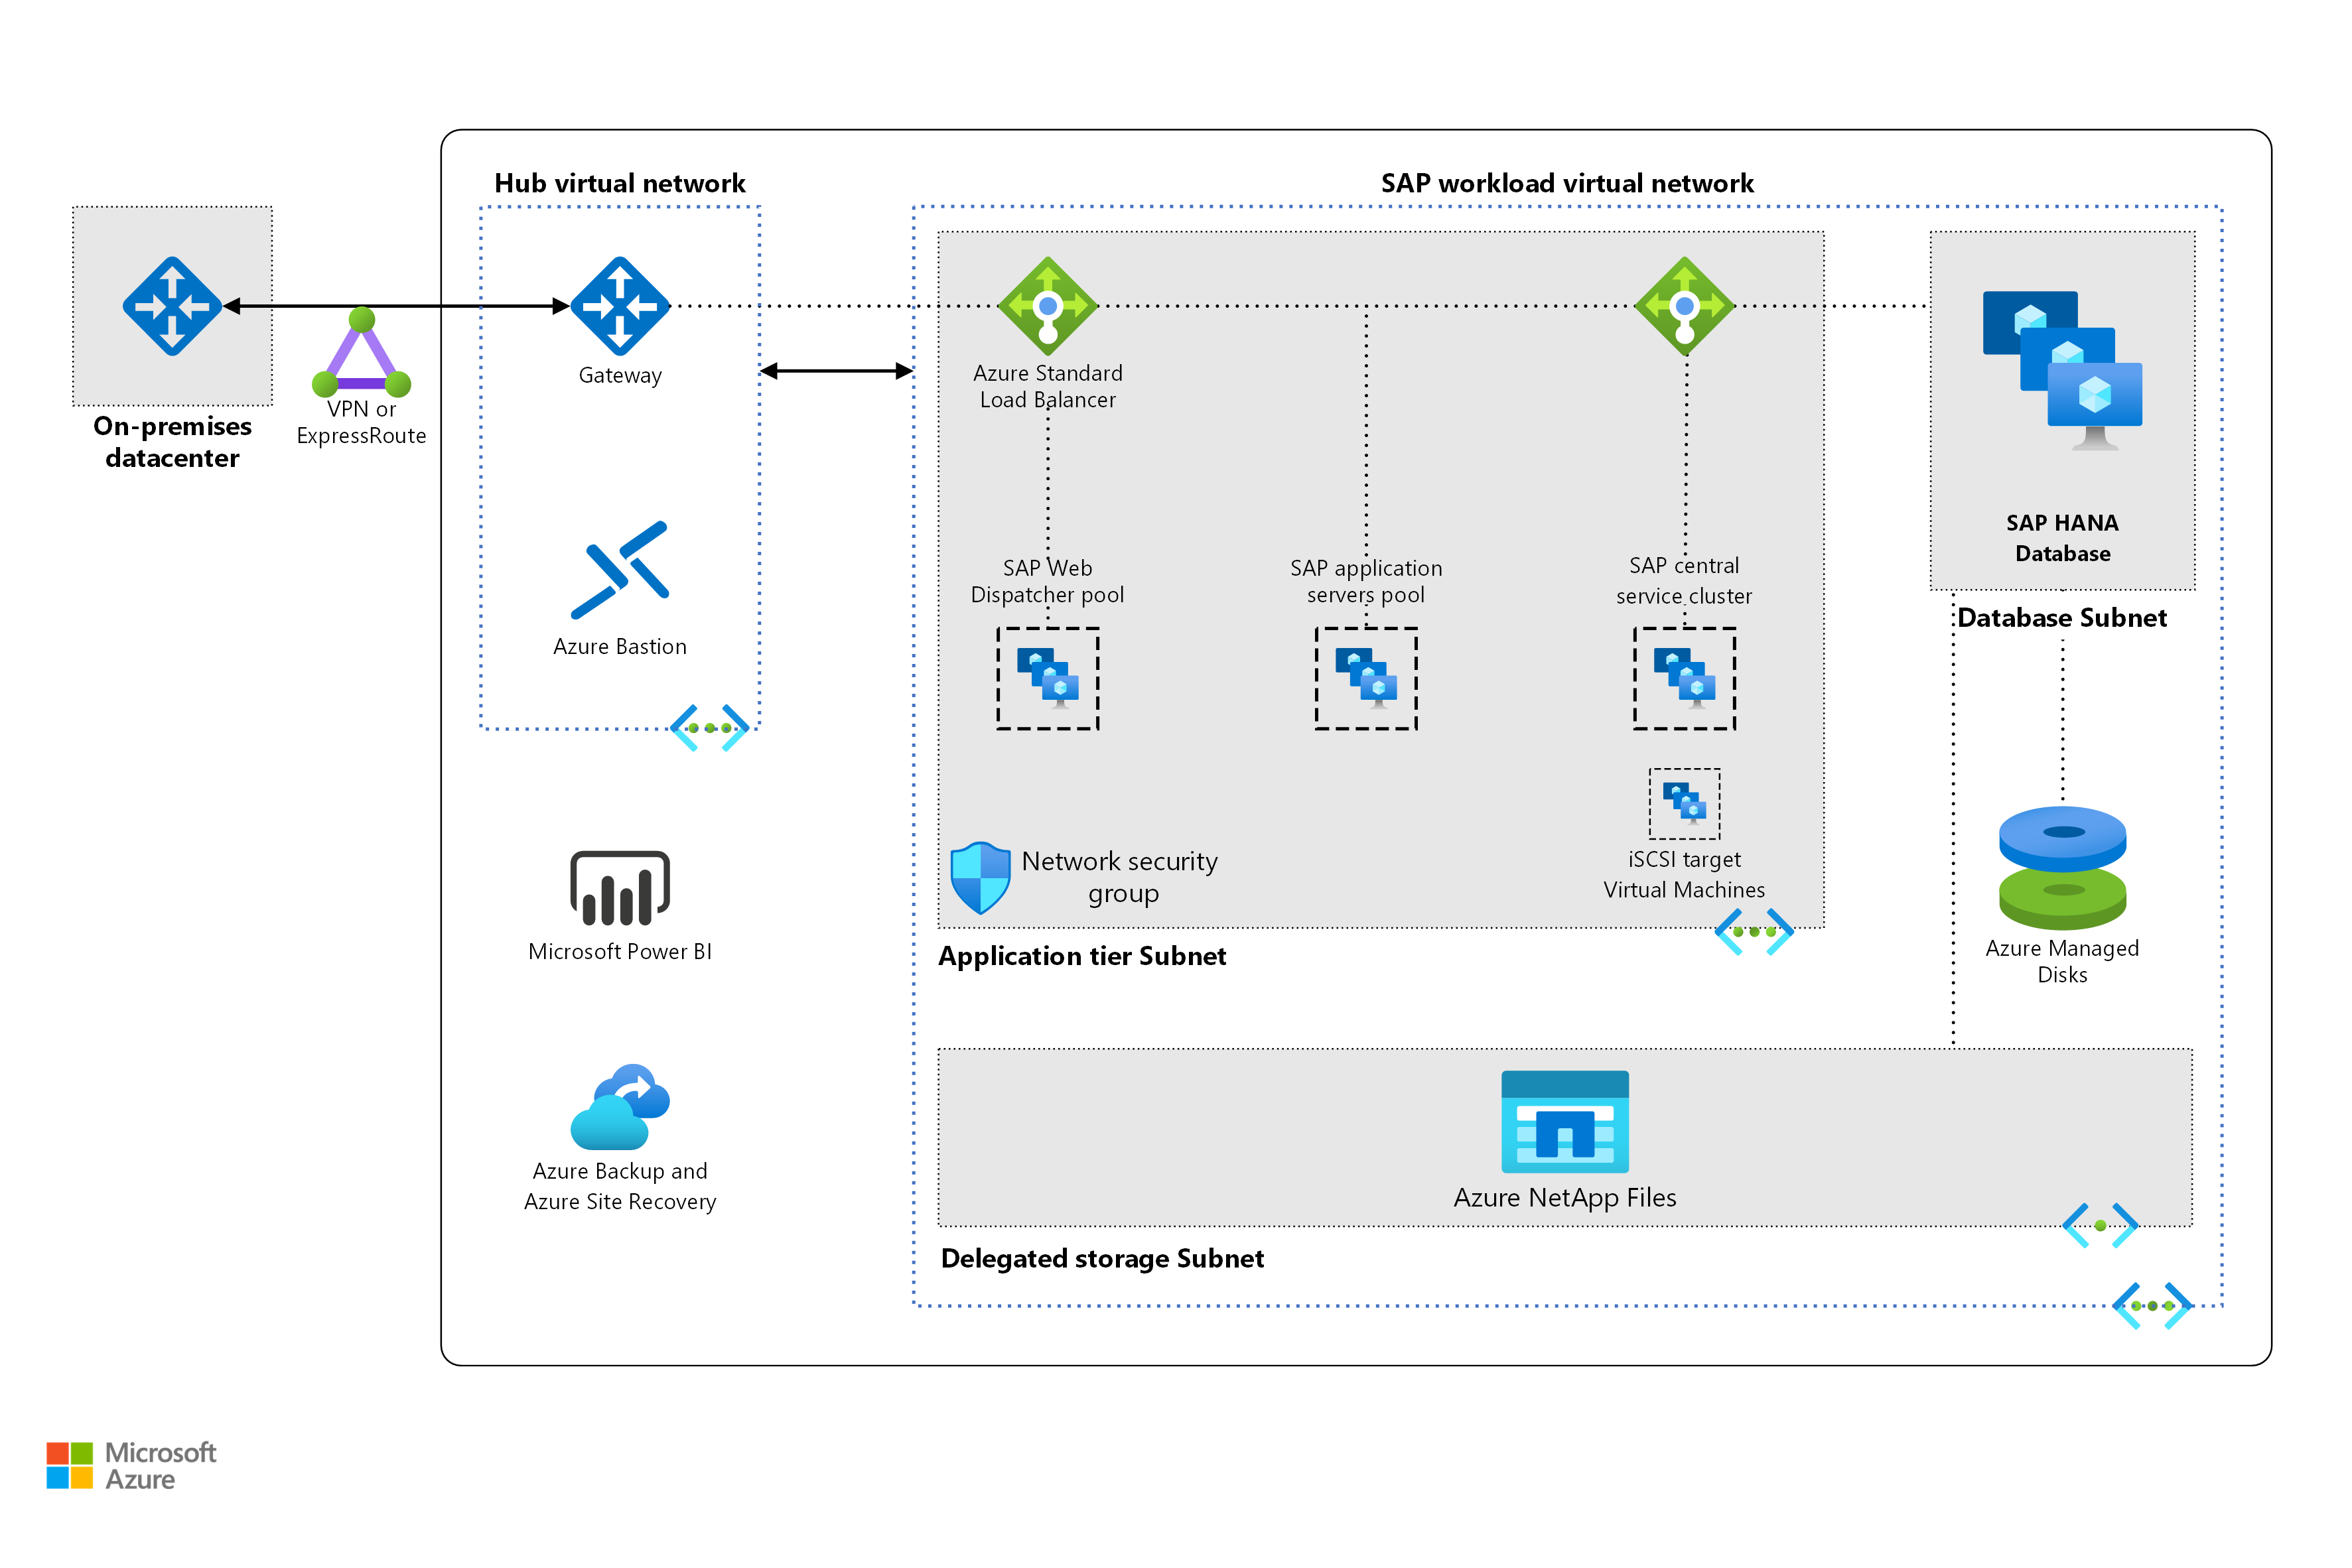 Hub virtual network
SAP workload virtual network
On-premises
datacenter
VPN or
ExpressRoute
Gateway
Azure Bastion
Microsoft Power BI
Azure Backup and
Azure Site Recovery
Azure Standard
Load Balancer
SAP Web
Dispatcher pool
SAP application
servers pool
SAP central
service cluster
iSCSI target
Virtual Machines
Network security
group
Application tier Subnet
SAP HANA
Database
Database Subnet
Azure Managed
Disks
Azure NetApp Files
Delegated storage Subnet
Microsoft
Azure